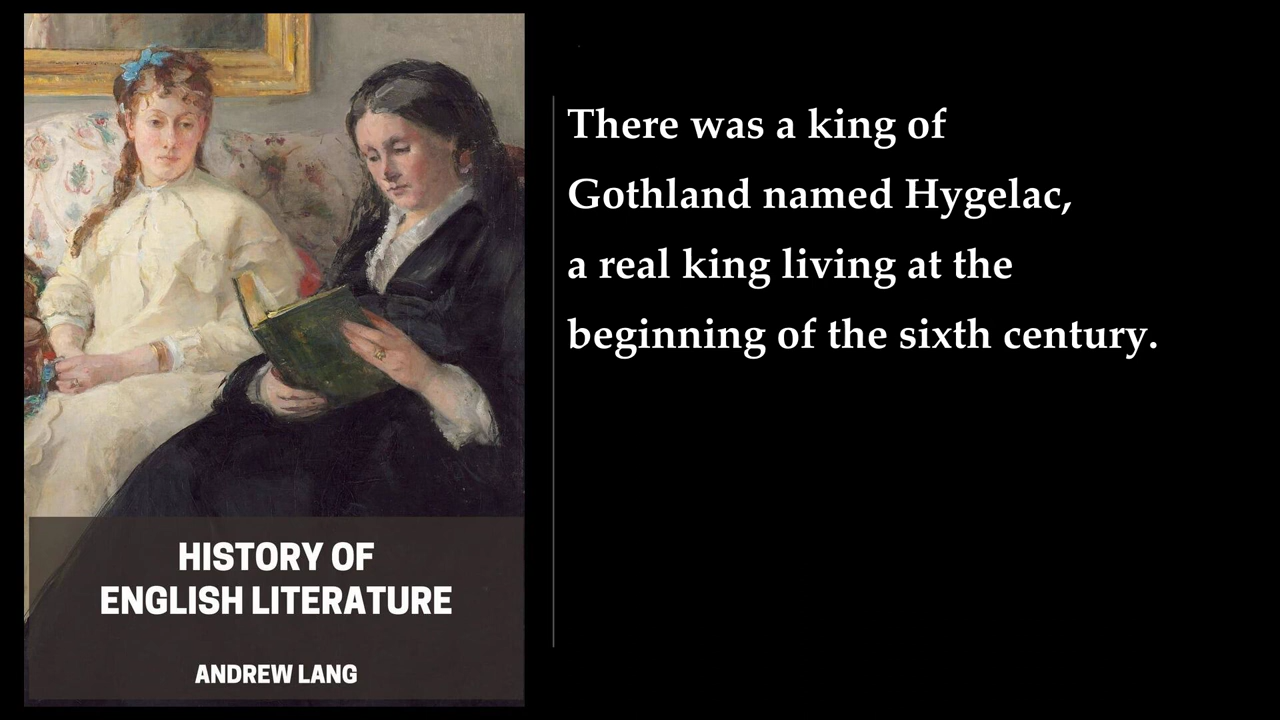 HISTORY OF
ENGLISH LITERATURE
ANDREW LANG
There was a king of
Gothland named Hygelac,
a real king living at the
beginning of the sixth century.